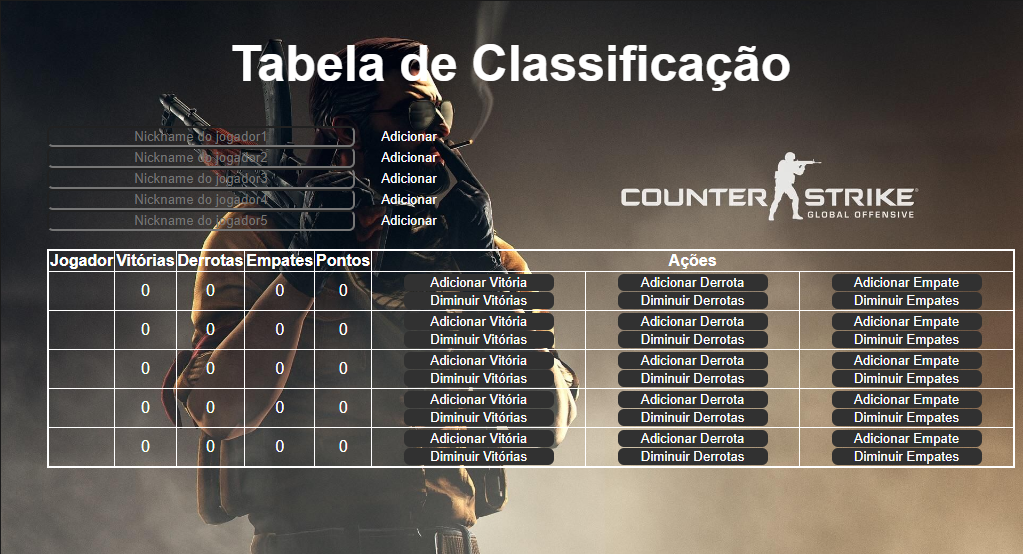 Tabela de Classificação
Nickname do jogador1 Adicionar
Nickname do jogador2 Adicionar
Nickname do jogador3 Adicionar
Nickname do jogador4 Adicionar
Nickname do jogador5 Adicionar
COUNTER STRIKE
GLOBAL OFFENSIVE
Jogador Vitórias Derrotas Empates Pontos Ações
0 0 0 0 Adicionar Vitória Adicionar Derrota Adicionar Empate
Diminuir Vitórias Diminuir Derrotas Diminuir Empates
0 0 0 0 Adicionar Vitória Adicionar Derrota Adicionar Empate
Diminuir Vitórias Diminuir Derrotas Diminuir Empates
0 0 0 0 Adicionar Vitória Adicionar Derrota Adicionar Empate
Diminuir Vitórias Diminuir Derrotas Diminuir Empates
0 0 0 0 Adicionar Vitória Adicionar Derrota Adicionar Empate
Diminuir Vitórias Diminuir Derrotas Diminuir Empates
0 0 0 0 Adicionar Vitória Adicionar Derrota Adicionar Empate
Diminuir Vitórias Diminuir Derrotas Diminuir Empates